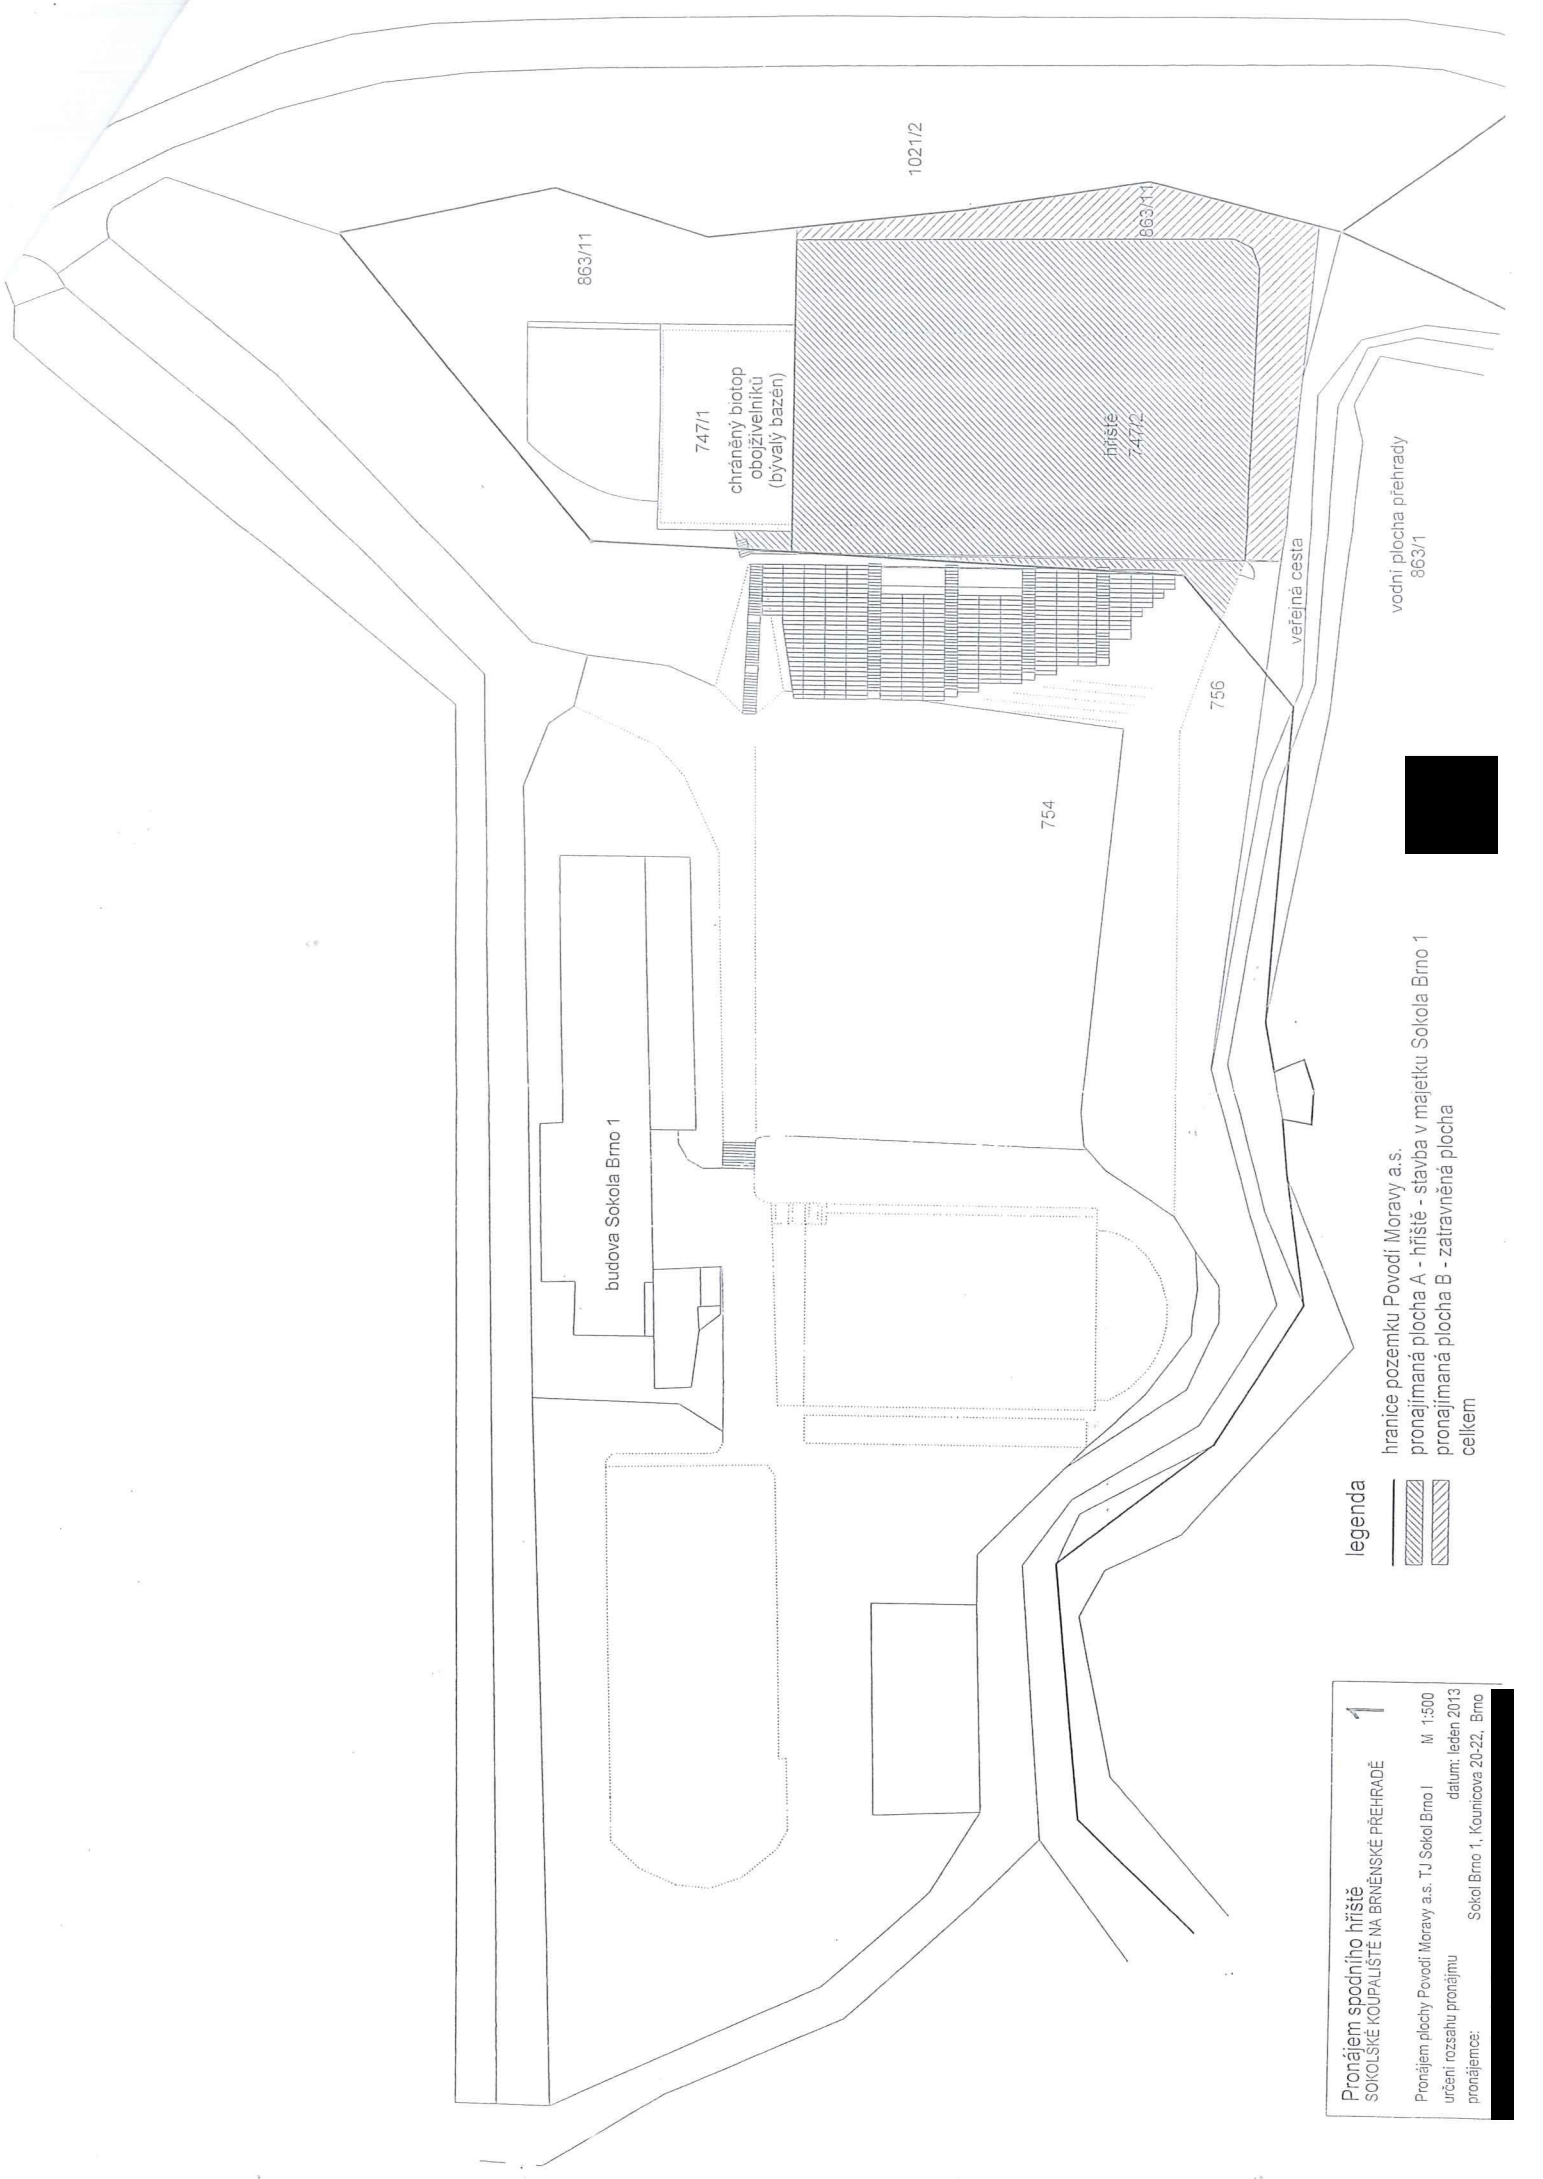 1021/2
863/11
863/11
747/1
chráněný biotop
obojživelníků
(bývalý bazén)
hřiště
747/2
veřejná cesta
vodní plocha přehrady
863/1
756
754
budova Sokola Brno 1
legenda
hranice pozemku Povodí Moravy a.s.
pronajímaná plocha A - hřiště - stavba v majetku Sokola Brno 1
pronajímaná plocha B - zatravněná plocha
celkem
Pronájem spodního hřiště 1
SOKOLSKÉ KOUPALIŠTĚ NA BRNĚNSKÉ PŘEHRADĚ
Pronájem plochy Povodí Moravy a.s. TJ Sokol Brno I M 1:500
určení rozsahu pronájmu datum: leden 2013
pronájemce: Sokol Brno 1, Kounicova 20-22, Brno